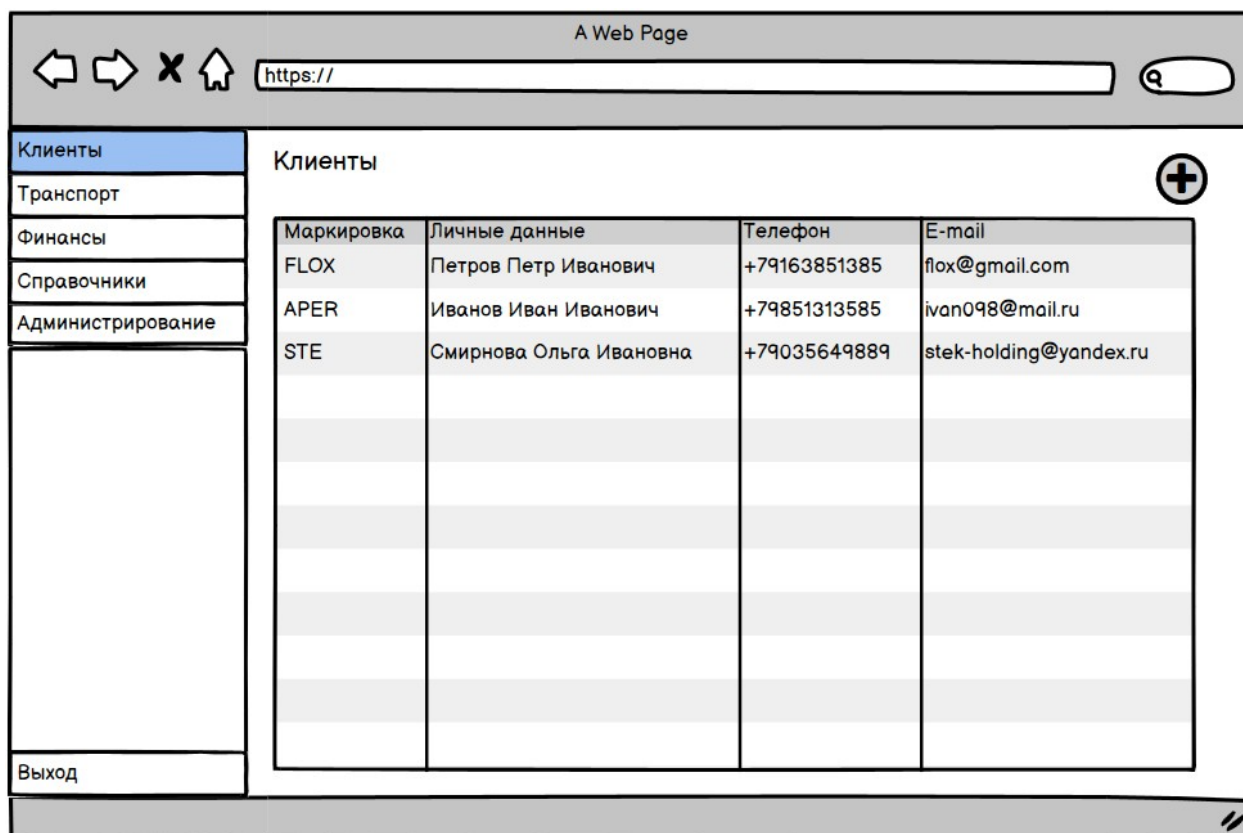 A Web Page
https://
Клиенты
Транспорт
Финансы
Справочники
Администрирование
Выход
Клиенты
Маркировка Личные данные Телефон E-mail
FLOX Петров Петр Иванович +79163851385 flox@gmail.com
APER Иванов Иван Иванович +79851313585 ivan098@mail.ru
STE Смирнова Ольга Ивановна +79035649889 stek-holding@yandex.ru